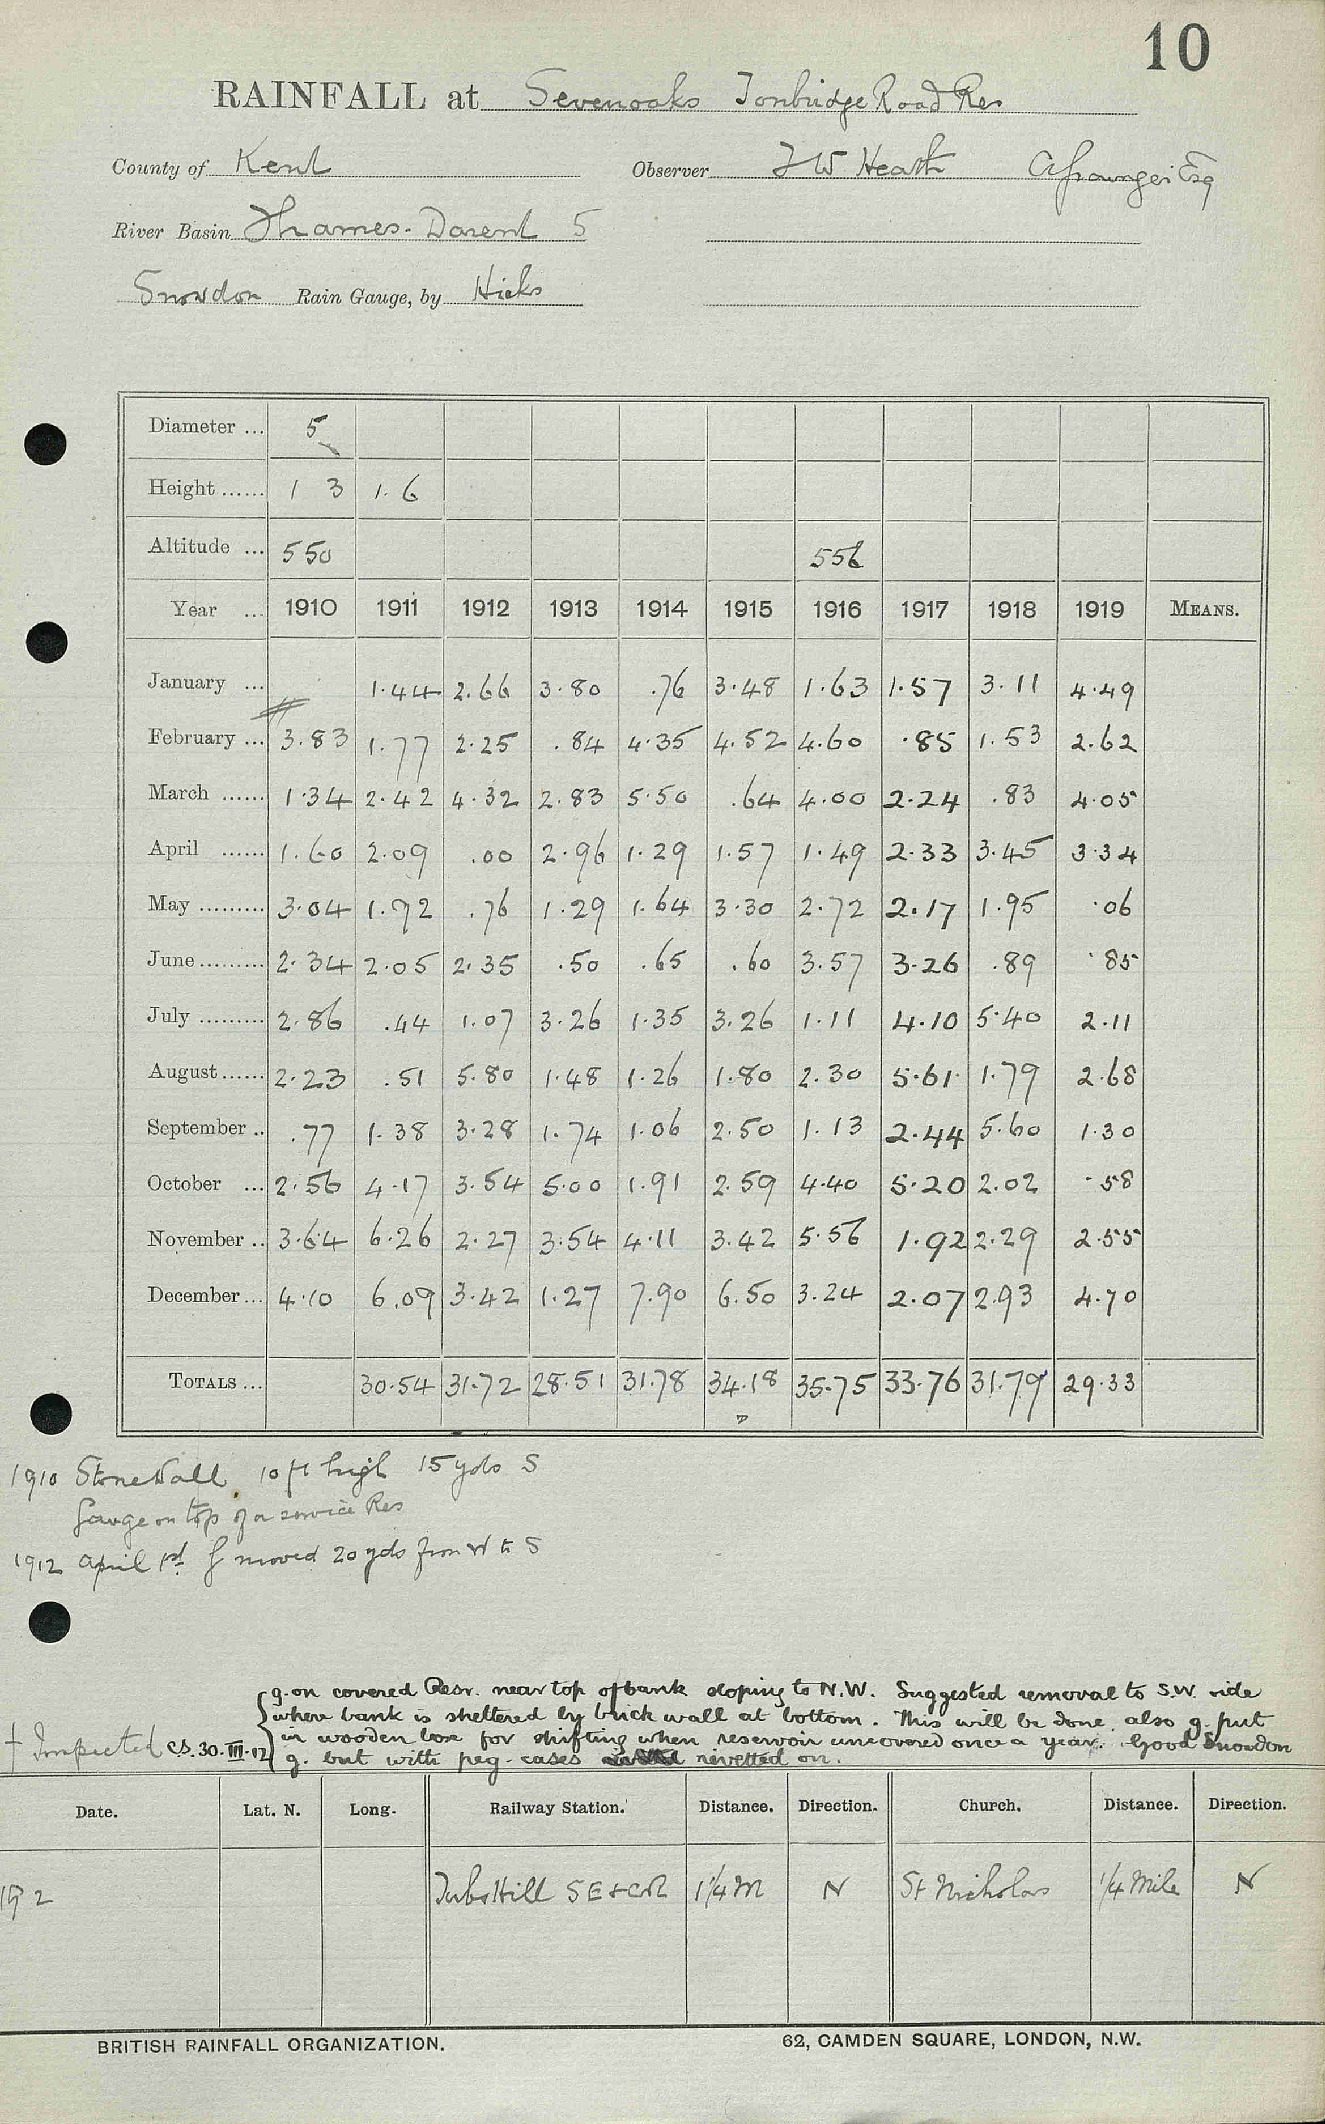 10
RAINFALL at Sevenoaks Tonbridge Road Res
County of Kent Observer F W Heath Esq
River Basin Thames. Darent 5
Snowdon Rain Gauge, by Hicks
Diameter ... 5
Height ...... 1 3 1. 6
Altitude ... 550 556
Year ... 1910 1911 1912 1913 1914 1915 1916 1917 1918 1919 MEANS.
January ... 1.44 2.66 3.80 .76 3.48 1.63 1.57 3.11 4.49
February ... 3.83 1.77 2.25 .84 4.35 4.52 4.60 .85 1.53 2.62
March ...... 1.34 2.42 4.32 2.83 5.50 .64 4.00 2.24 .83 4.05
April ...... 1.60 2.09 .00 2.96 1.29 1.57 1.49 2.33 3.45 3.34
May ......... 3.04 1.92 .76 1.29 1.64 3.30 2.72 2.17 1.95 .06
June ......... 2.34 2.05 2.35 .50 .65 .60 3.57 3.26 .89 .85
July ......... 2.86 .44 1.07 3.26 1.35 3.26 1.11 4.10 5.40 2.11
August ...... 2.23 .51 5.80 1.48 1.26 1.80 2.30 5.61 1.79 2.68
September .. .77 1.38 3.28 1.74 1.06 2.50 1.13 2.44 5.60 1.30
October ... 2.56 4.17 3.54 5.00 1.91 2.59 4.40 5.20 2.02 .58
November .. 3.64 6.26 2.27 3.54 4.11 3.42 5.56 1.92 2.29 2.55
December ... 4.10 6.09 3.42 1.27 7.90 6.50 3.24 2.07 2.93 4.70
TOTALS ... 30.54 31.72 28.51 31.78 34.18 35.75 33.76 31.79 29.33
1910 Stone Wall 10 ft high 15 yds S
Gauge on top of a service Res
1912 April 1st g moved 20 yds from W to S
g. on covered Resr. near top of bank sloping to N.W. Suggested removal to S.W. side
where bank is sheltered by brick wall at bottom. This will be done, also g. put
in wooden box for shifting when reservoir uncovered once a year. Good Snowdon
† Inspected C.S. 30.III.12 g. but with peg-cases revetted on.
Date. Lat. N. Long. Railway Station. Distance. Direction. Church. Distance. Direction.
1912 Tubs Hill SE & CR 1 1/4 M N St Nicholas 1/4 Mile N
BRITISH RAINFALL ORGANIZATION. 62, CAMDEN SQUARE, LONDON, N.W.